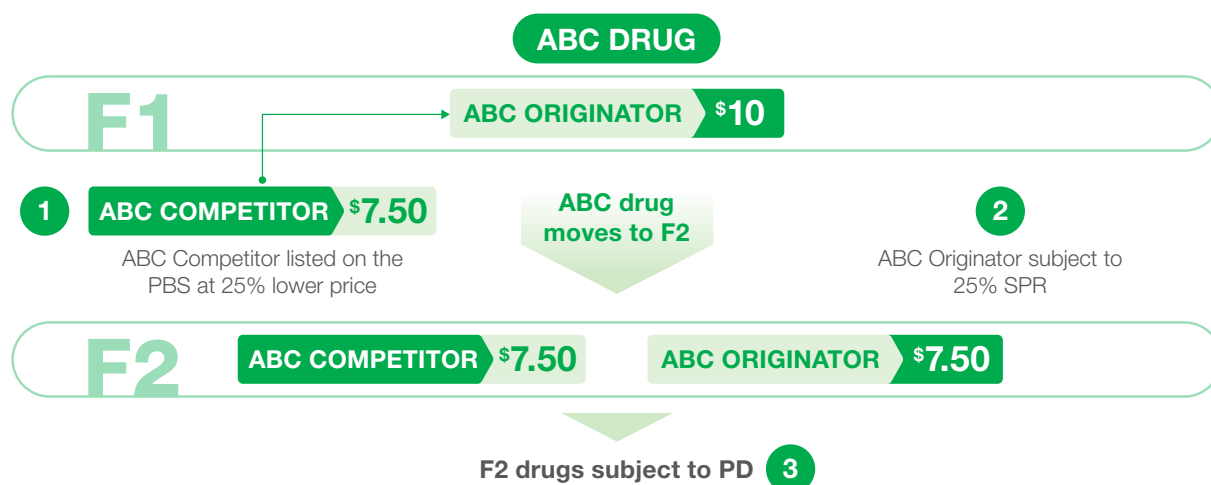 ABC DRUG
F1
ABC ORIGINATOR $10
1 ABC COMPETITOR $7.50
ABC Competitor listed on the
PBS at 25% lower price
ABC drug
moves to F2
2
ABC Originator subject to
25% SPR
F2
ABC COMPETITOR $7.50
ABC ORIGINATOR $7.50
F2 drugs subject to PD 3